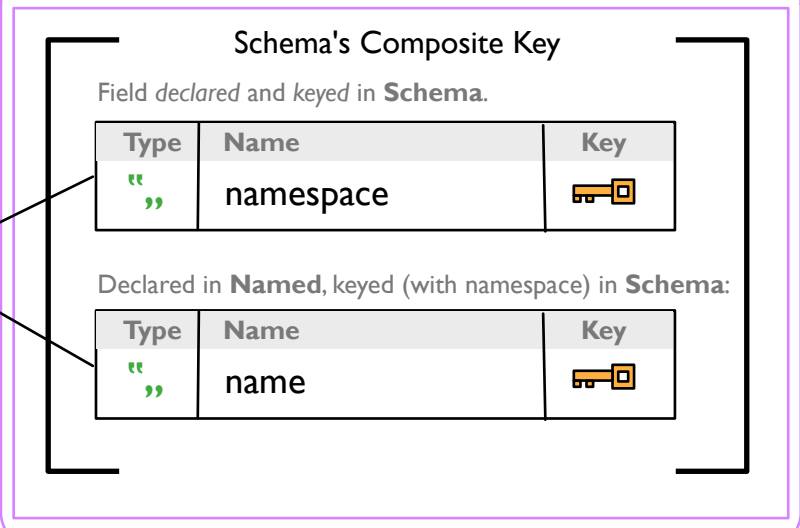 Schema's Composite Key
Field declared and keyed in Schema.
Type Name Key
"„ namespace
Declared in Named, keyed (with namespace) in Schema:
Type Name Key
"„ name